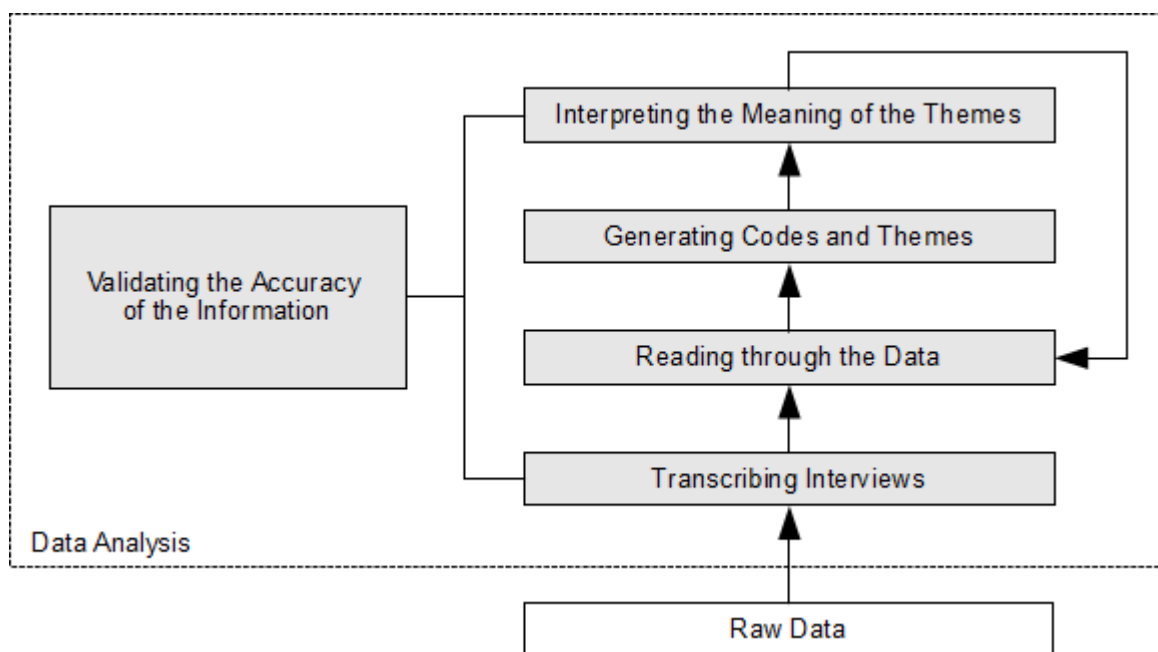 Interpreting the Meaning of the Themes
Generating Codes and Themes
Validating the Accuracy
of the Information
Reading through the Data
Transcribing Interviews
Data Analysis
Raw Data